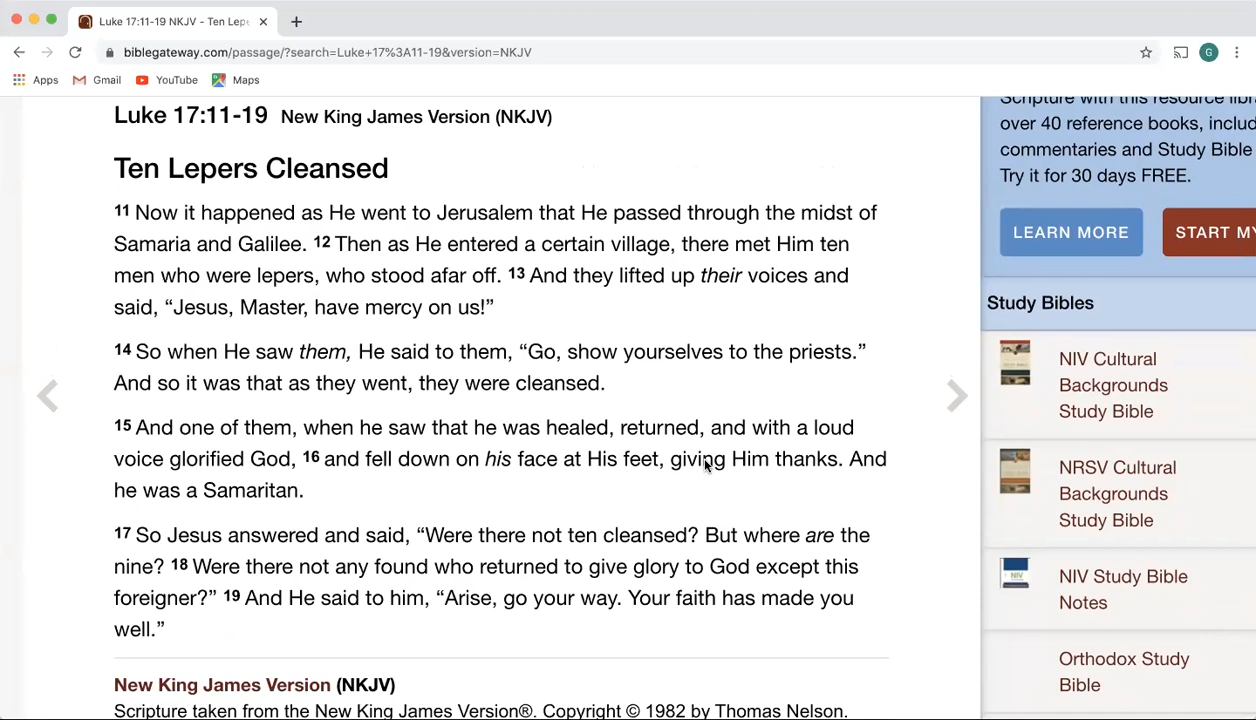 Luke 17:11-19 NKJV - Ten Lep
biblegateway.com/passage/?search=Luke+17%3A11-19&version=NKJV
G
Apps Gmail YouTube Maps
Luke 17:11-19 New King James Version (NKJV)
Ten Lepers Cleansed
11 Now it happened as He went to Jerusalem that He passed through the midst of
Samaria and Galilee. 12 Then as He entered a certain village, there met Him ten
men who were lepers, who stood afar off. 13 And they lifted up their voices and
said, “Jesus, Master, have mercy on us!”
14 So when He saw them, He said to them, “Go, show yourselves to the priests.”
And so it was that as they went, they were cleansed.
15 And one of them, when he saw that he was healed, returned, and with a loud
voice glorified God, 16 and fell down on his face at His feet, giving Him thanks. And
he was a Samaritan.
17 So Jesus answered and said, “Were there not ten cleansed? But where are the
nine? 18 Were there not any found who returned to give glory to God except this
foreigner?” 19 And He said to him, “Arise, go your way. Your faith has made you
well.”
New King James Version (NKJV)
Scripture taken from the New King James Version®. Copyright © 1982 by Thomas Nelson.
Scripture with this resource libr
over 40 reference books, includ
commentaries and Study Bible
Try it for 30 days FREE.
LEARN MORE START MY
Study Bibles
NIV Cultural
Backgrounds
Study Bible
NRSV Cultural
Backgrounds
Study Bible
NIV
NIV Study Bible
Notes
Orthodox Study
Bible